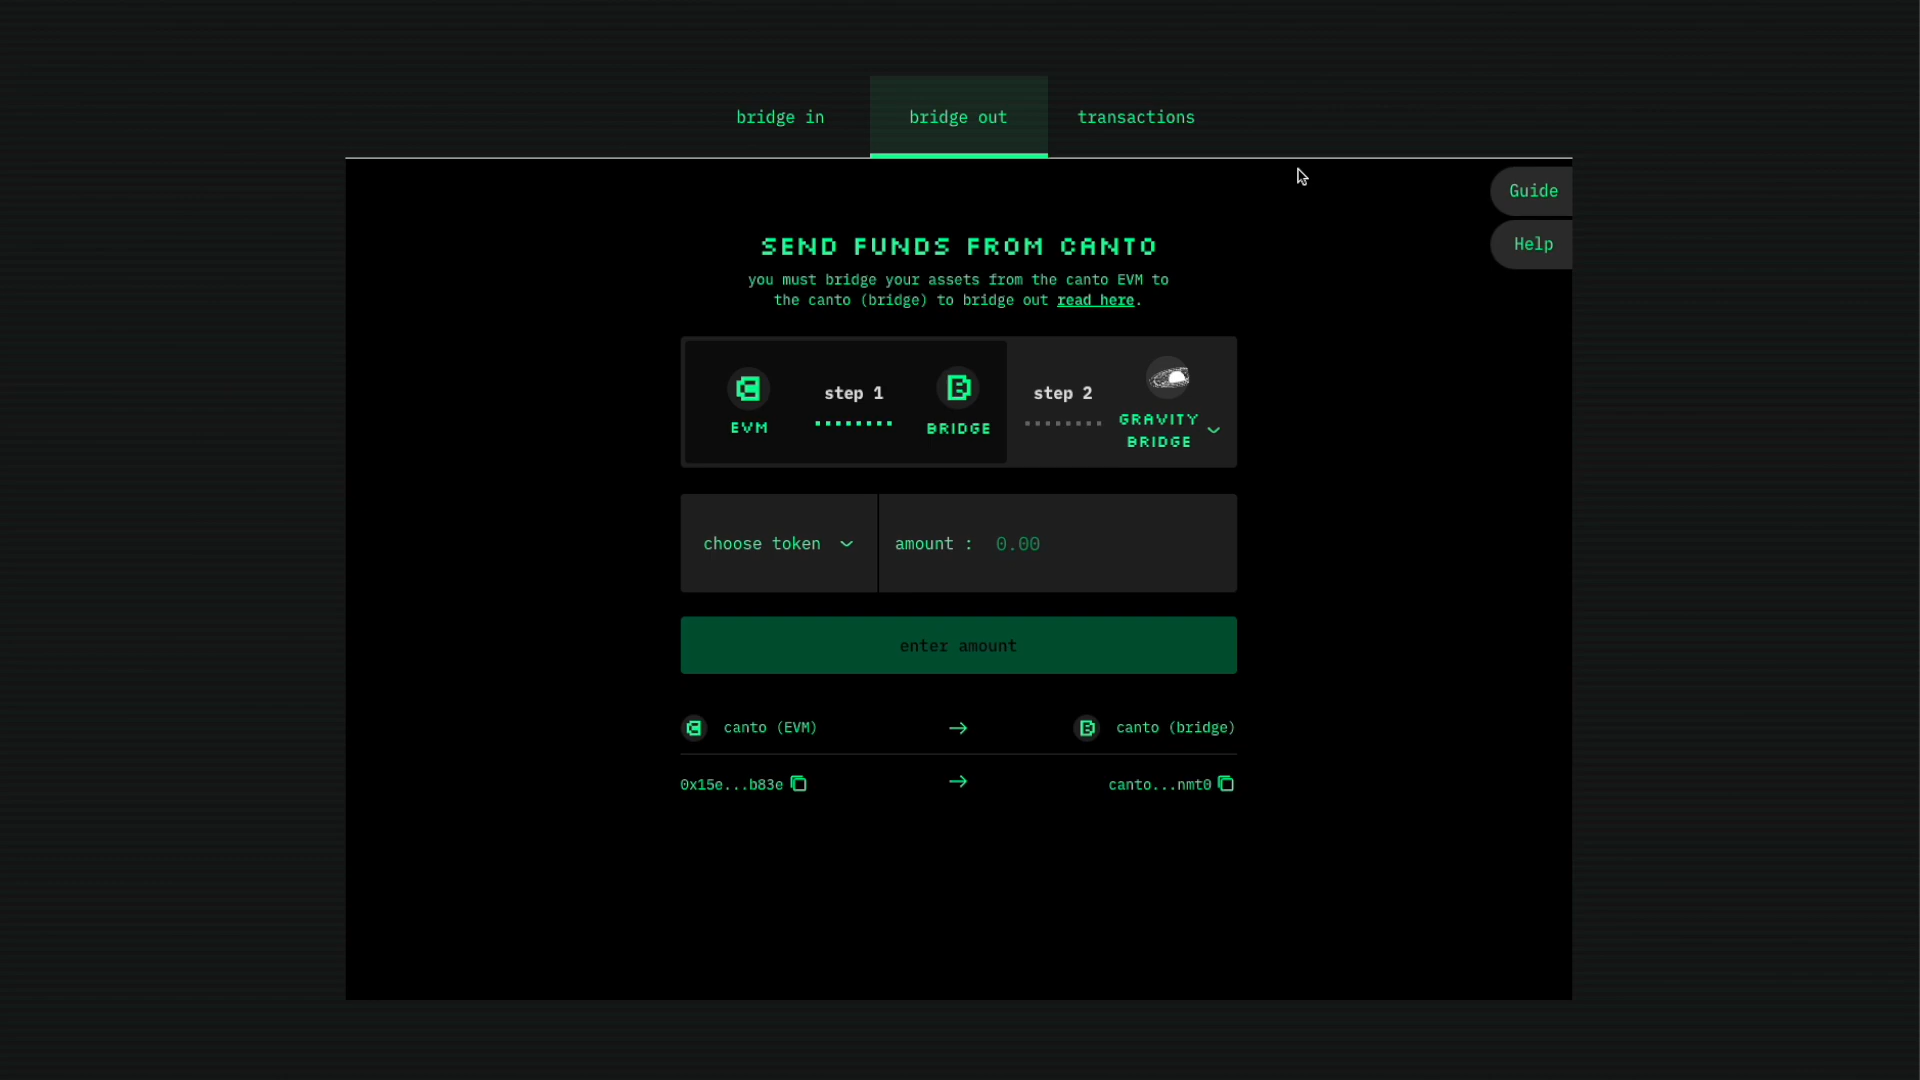 bridge in
bridge out
transactions
Guide
Help
SEND FUNDS FROM CANTO
you must bridge your assets from the canto EVM to
the canto (bridge) to bridge out read here.
EVM
step 1
BRIDGE
step 2
GRAVITY
BRIDGE
choose token
amount : 0.00
enter amount
canto (EVM) → canto (bridge)
0x15e...b83e → canto...nmt0